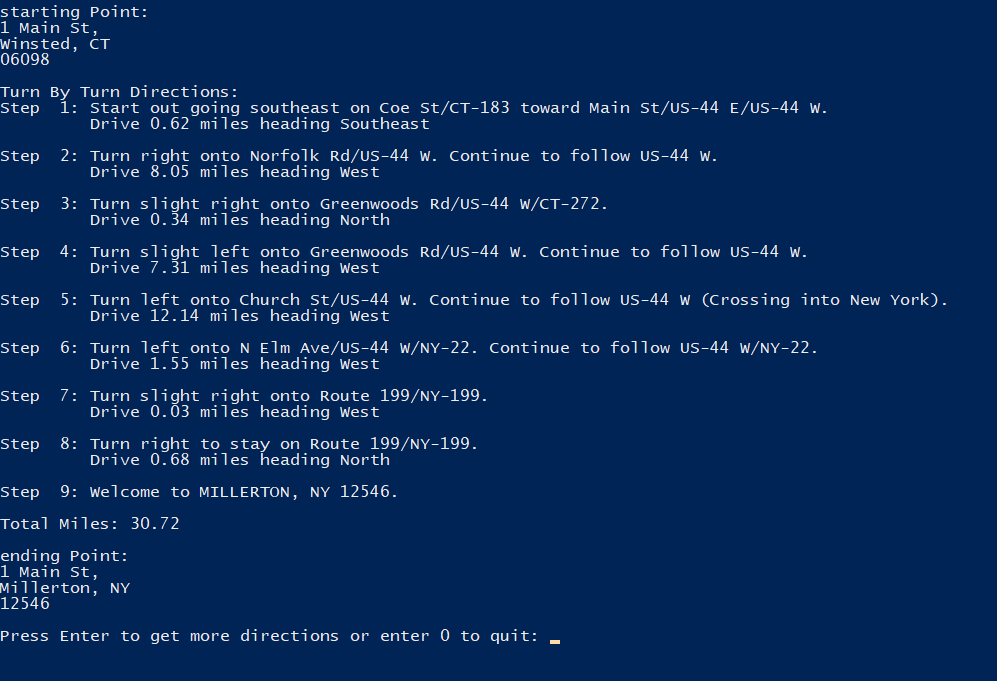 starting Point:
1 Main St,
Winsted, CT
06098
Turn By Turn Directions:
Step  1: Start out going southeast on Coe St/CT-183 toward Main St/US-44 E/US-44 W.
         Drive 0.62 miles heading Southeast
Step  2: Turn right onto Norfolk Rd/US-44 W. Continue to follow US-44 W.
         Drive 8.05 miles heading West
Step  3: Turn slight right onto Greenwoods Rd/US-44 W/CT-272.
         Drive 0.34 miles heading North
Step  4: Turn slight left onto Greenwoods Rd/US-44 W. Continue to follow US-44 W.
         Drive 7.31 miles heading West
Step  5: Turn left onto Church St/US-44 W. Continue to follow US-44 W (Crossing into New York).
         Drive 12.14 miles heading West
Step  6: Turn left onto N Elm Ave/US-44 W/NY-22. Continue to follow US-44 W/NY-22.
         Drive 1.55 miles heading West
Step  7: Turn slight right onto Route 199/NY-199.
         Drive 0.03 miles heading West
Step  8: Turn right to stay on Route 199/NY-199.
         Drive 0.68 miles heading North
Step  9: Welcome to MILLERTON, NY 12546.
Total Miles: 30.72
ending Point:
1 Main St,
Millerton, NY
12546
Press Enter to get more directions or enter 0 to quit: _